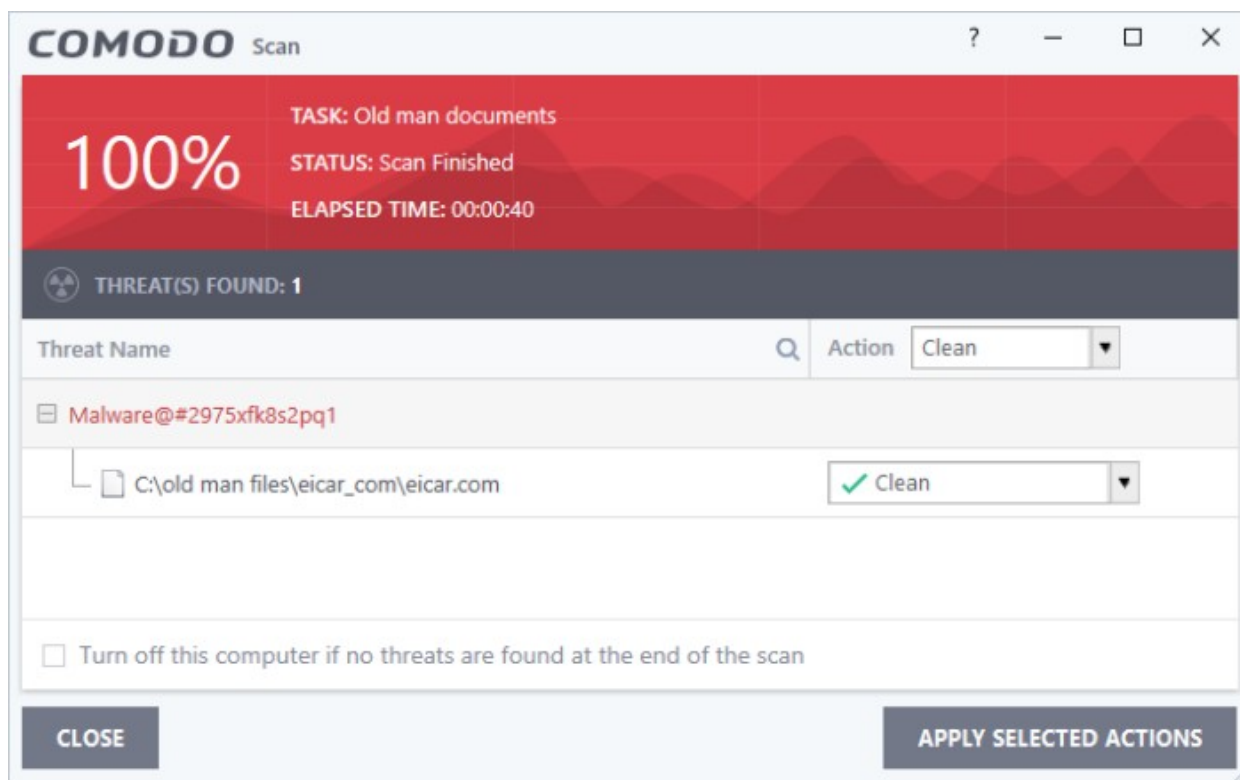 COMODO Scan
?
100%
TASK: Old man documents
STATUS: Scan Finished
ELAPSED TIME: 00:00:40
THREAT(S) FOUND: 1
Threat Name
Action
Clean
Malware@#2975xfk8s2pq1
C:\old man files\eicar_com\eicar.com
Clean
Turn off this computer if no threats are found at the end of the scan
CLOSE
APPLY SELECTED ACTIONS